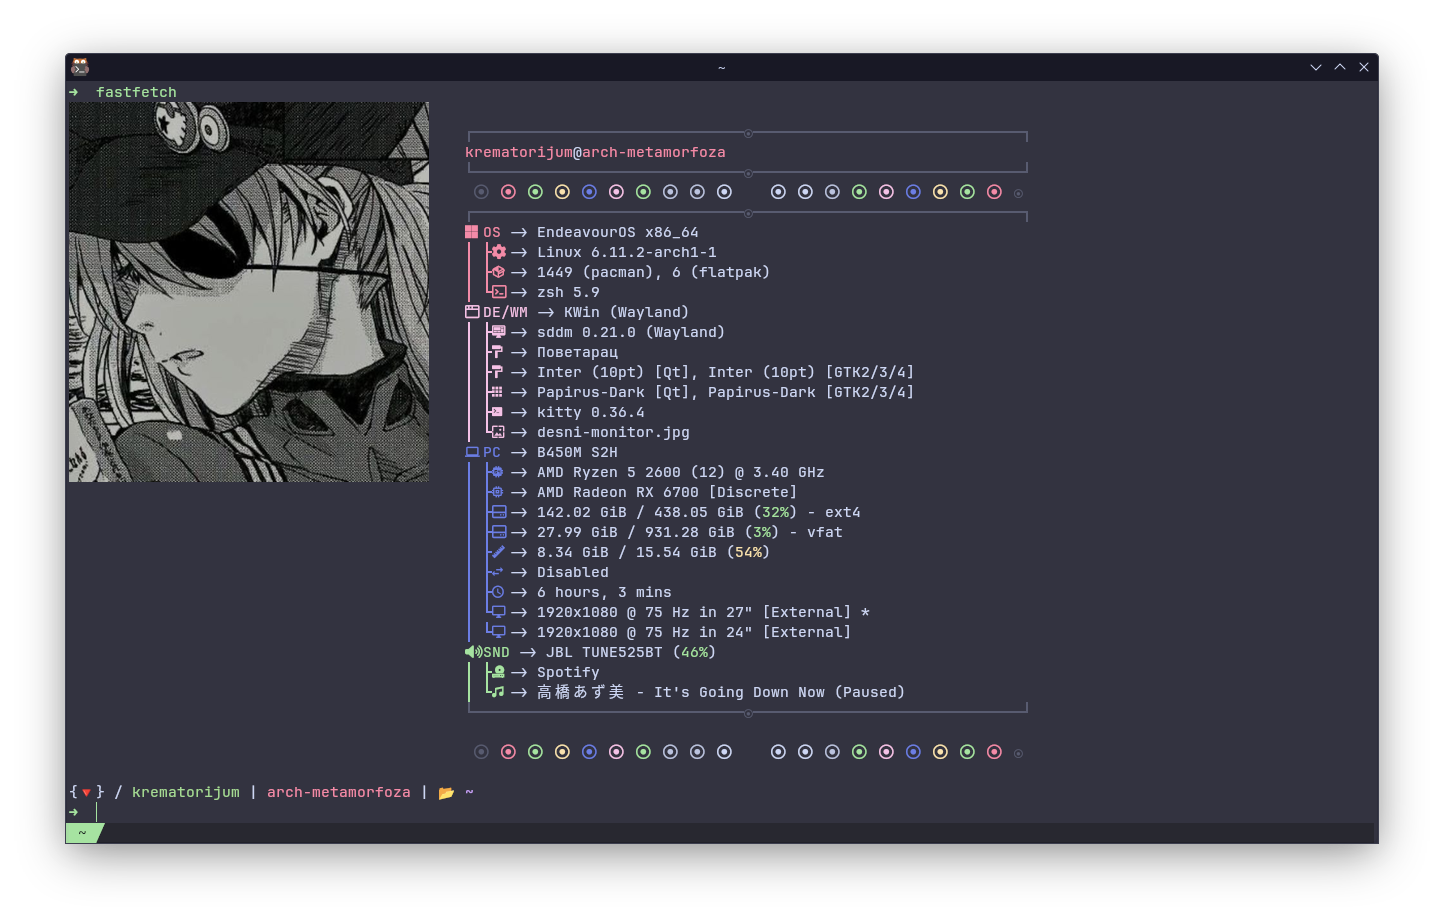 ~
➜ fastfetch
krematorijum@arch-metamorfoza
OS -> EndeavourOS x86_64
-> Linux 6.11.2-arch1-1
-> 1449 (pacman), 6 (flatpak)
-> zsh 5.9
DE/WM -> KWin (Wayland)
-> sddm 0.21.0 (Wayland)
-> Поветарац
-> Inter (10pt) [Qt], Inter (10pt) [GTK2/3/4]
-> Papirus-Dark [Qt], Papirus-Dark [GTK2/3/4]
-> kitty 0.36.4
-> desni-monitor.jpg
PC -> B450M S2H
-> AMD Ryzen 5 2600 (12) @ 3.40 GHz
-> AMD Radeon RX 6700 [Discrete]
-> 142.02 GiB / 438.05 GiB (32%) - ext4
-> 27.99 GiB / 931.28 GiB (3%) - vfat
-> 8.34 GiB / 15.54 GiB (54%)
-> Disabled
-> 6 hours, 3 mins
-> 1920x1080 @ 75 Hz in 27" [External] *
-> 1920x1080 @ 75 Hz in 24" [External]
SND -> JBL TUNE525BT (46%)
-> Spotify
-> 高橋あず美 - It's Going Down Now (Paused)
{🔻} / krematorijum | arch-metamorfoza | 📂 ~
➜
~